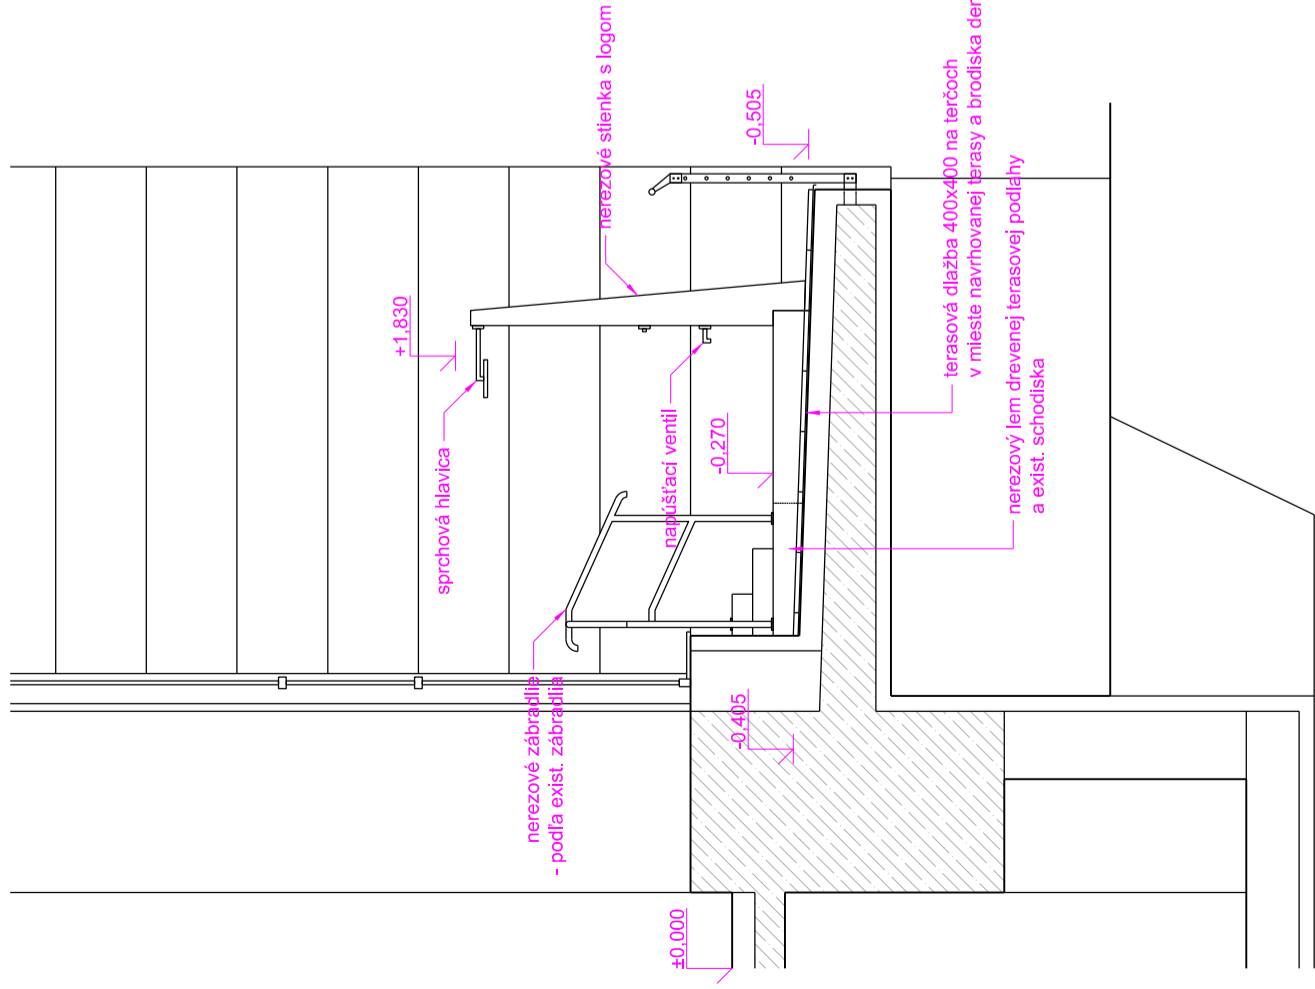 nerezové stienka s logom
-0,505
+1,830
terasová dlažba 400x400 na terčoch
v mieste navrhovanej terasy a brodiska
sprchová hlavica
napúšťací ventil
-0,270
nerezový lem drevenej terasovej podlahy
a exist. schodiska
nerezové zábradlie
- podľa exist. zábradlia
-0,405
±0,000